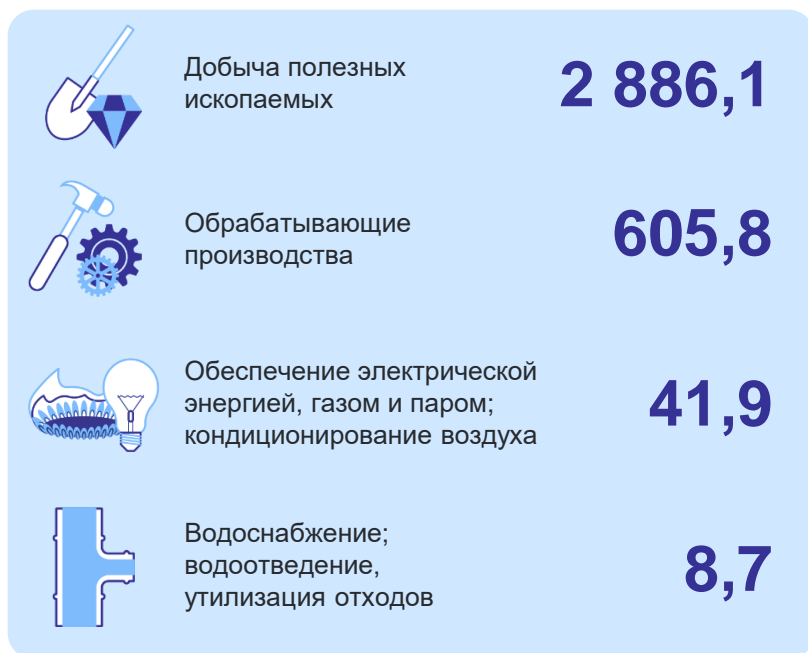 Добыча полезных
ископаемых
2 886,1
Обрабатывающие
производства
605,8
Обеспечение электрической
энергией, газом и паром;
кондиционирование воздуха
41,9
Водоснабжение;
водоотведение,
утилизация отходов
8,7